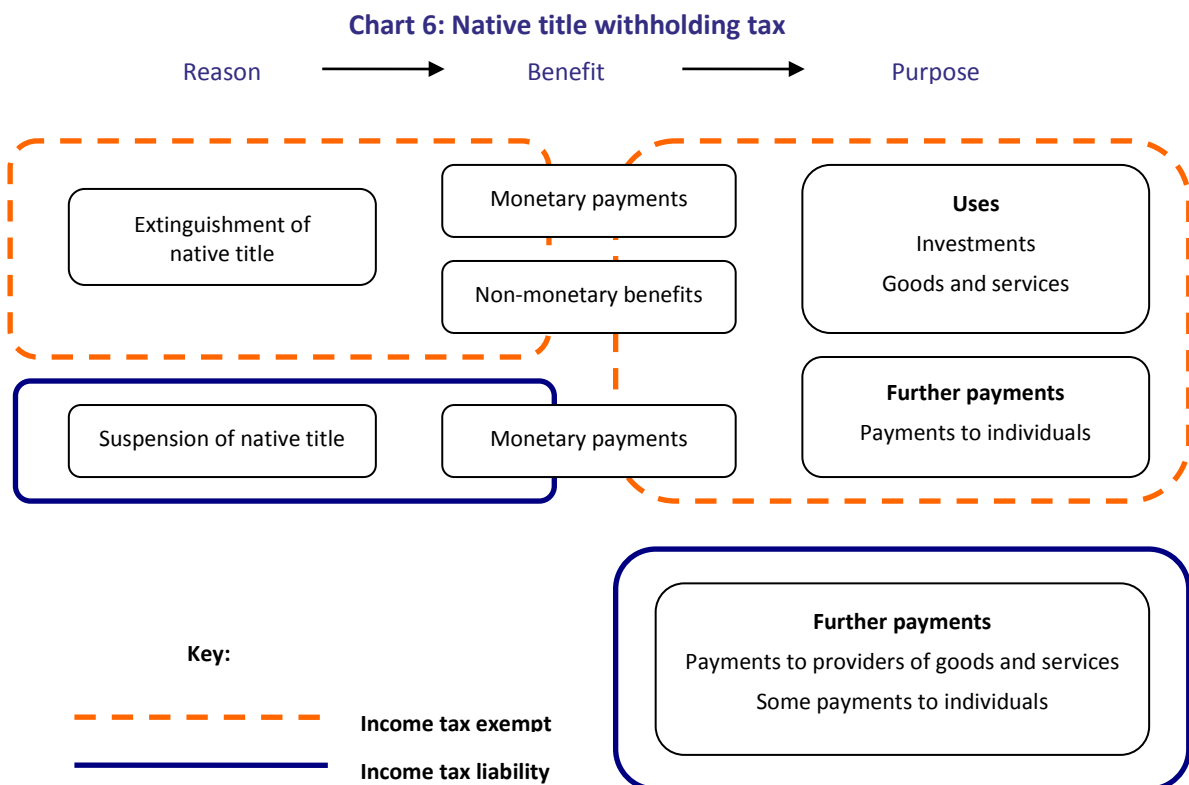 Chart 6: Native title withholding tax
Reason
Benefit
Purpose
Extinguishment of
native title
Monetary payments
Non-monetary benefits
Uses
Investments
Goods and services
Suspension of native title
Monetary payments
Further payments
Payments to individuals
Further payments
Payments to providers of goods and services
Some payments to individuals
Key:
Income tax exempt
Income tax liability